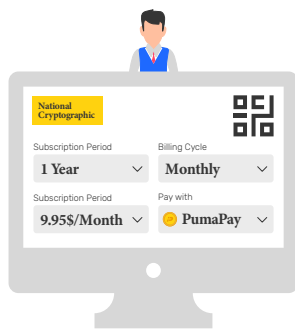 National
Cryptographic
Subscription Period
Billing Cycle
1 Year
Monthly
Subscription Period
Pay with
9.95$/Month
PumaPay